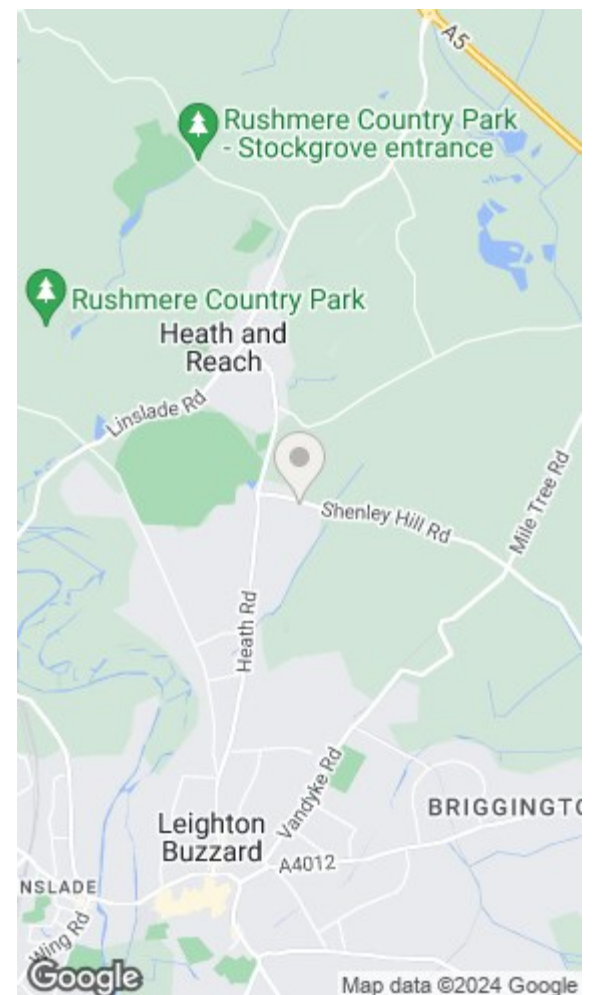 A5
Rushmere Country Park
- Stockgrove entrance
Rushmere Country Park
Heath and
Reach
Linslade Rd
Shenley Hill Rd
Mile Tree Rd
Heath Rd
Vandyke Rd
BRIGGINGTO
Leighton
Buzzard
A4012
NSLADE
Wing Rd
Google
Map data ©2024 Google